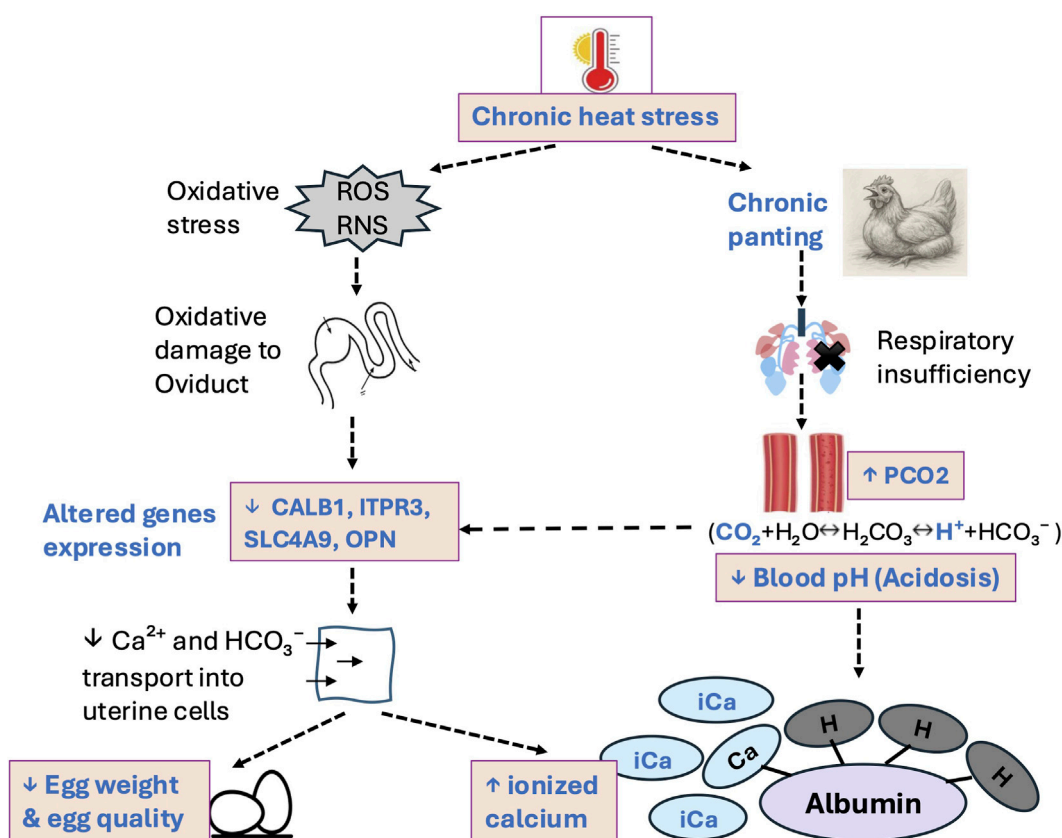 Chronic heat stress
Oxidative
stress
ROS
RNS
Chronic
panting
Oxidative
damage to
Oviduct
Respiratory
insufficiency
↑ PCO2
Altered genes
expression
↓ CALB1, ITPR3,
SLC4A9, OPN
(CO₂+H₂O↔H₂CO₃↔H⁺+HCO₃⁻)
↓ Blood pH (Acidosis)
↓ Ca²⁺ and HCO₃⁻
transport into
uterine cells
↓ Egg weight
& egg quality
↑ ionized
calcium
iCa
iCa
iCa
Ca
H
H
H
Albumin